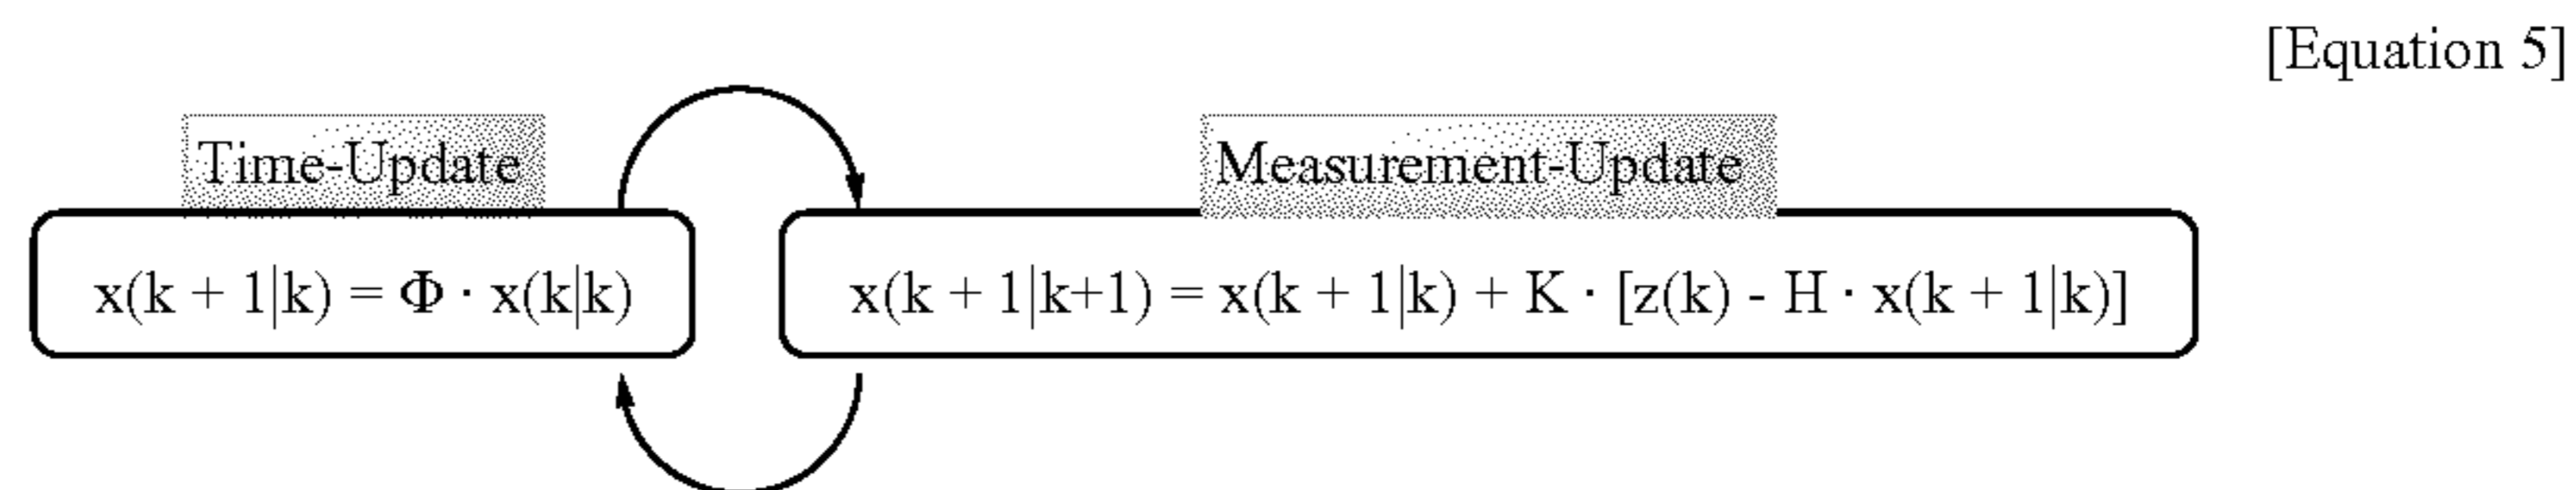 [Equation 5]
Time-Update
Measurement-Update
x(k + 1|k) = Φ · x(k|k)
x(k + 1|k+1) = x(k + 1|k) + K · [z(k) - H · x(k + 1|k)]